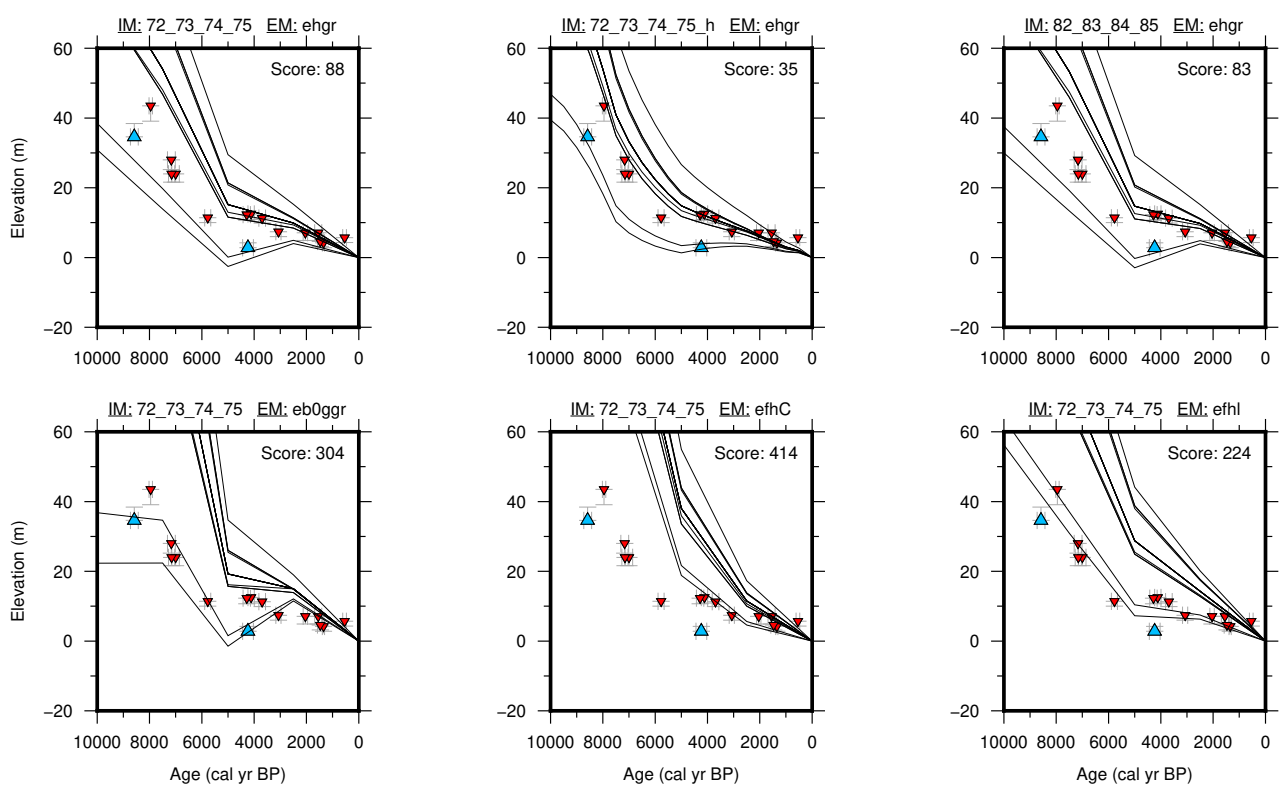 IM: 72_73_74_75 EM: ehgr
IM: 72_73_74_75_h EM: ehgr
IM: 82_83_84_85 EM: ehgr
60
40
20
0
−20
Elevation (m)
Score: 88
10000 8000 6000 4000 2000 0
60
40
20
0
−20
Score: 35
10000 8000 6000 4000 2000 0
60
40
20
0
−20
Score: 83
10000 8000 6000 4000 2000 0
IM: 72_73_74_75 EM: eb0ggr
IM: 72_73_74_75 EM: efhC
IM: 72_73_74_75 EM: efhl
60
40
20
0
−20
Elevation (m)
Score: 304
10000 8000 6000 4000 2000 0
Age (cal yr BP)
60
40
20
0
−20
Score: 414
10000 8000 6000 4000 2000 0
Age (cal yr BP)
60
40
20
0
−20
Score: 224
10000 8000 6000 4000 2000 0
Age (cal yr BP)